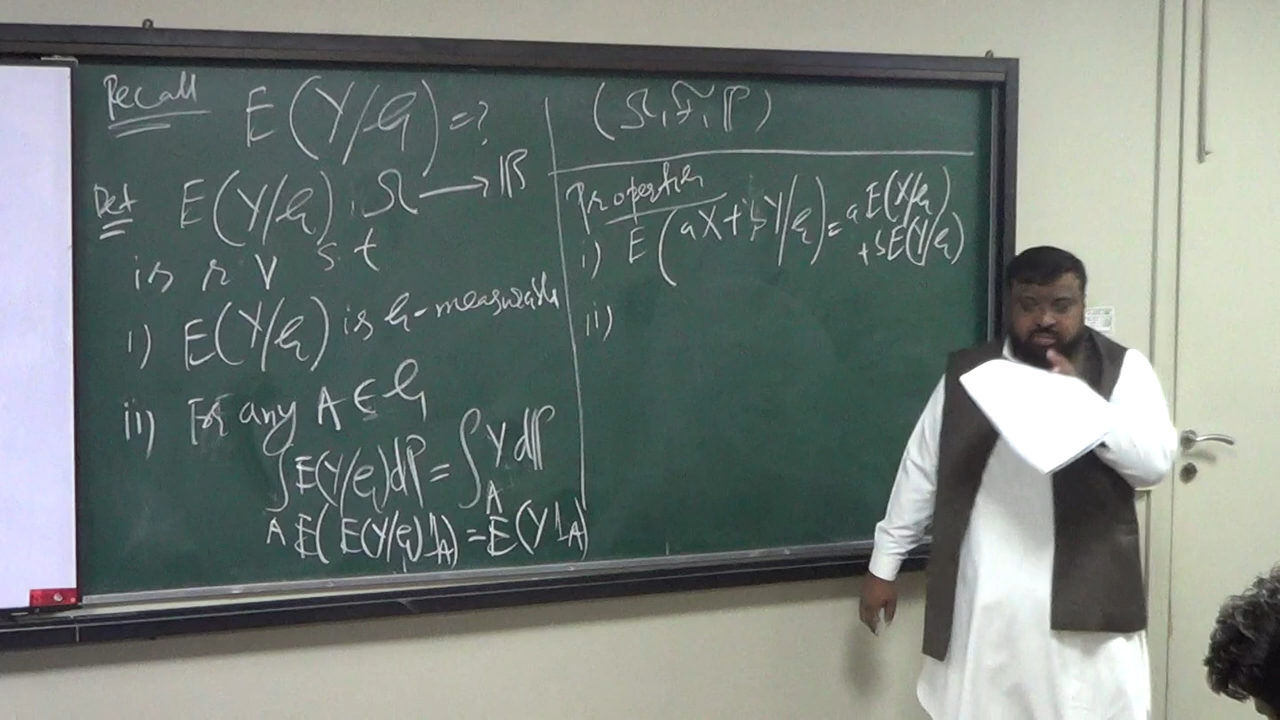 Recall E(Y/G) = ?
Def E(Y/G) : Ω → ℝ
is r V s t
i) E(Y/G) is G-measurable
ii) For any A ∈ G
∫_A E(Y/G) dℙ = ∫_A Y dℙ
E( E(Y/G) 1_A) = E(Y 1_A)
(Ω, F, ℙ)
Properties
i) E(aX + bY/G) = a E(X/G)
+ b E(Y/G)
ii)